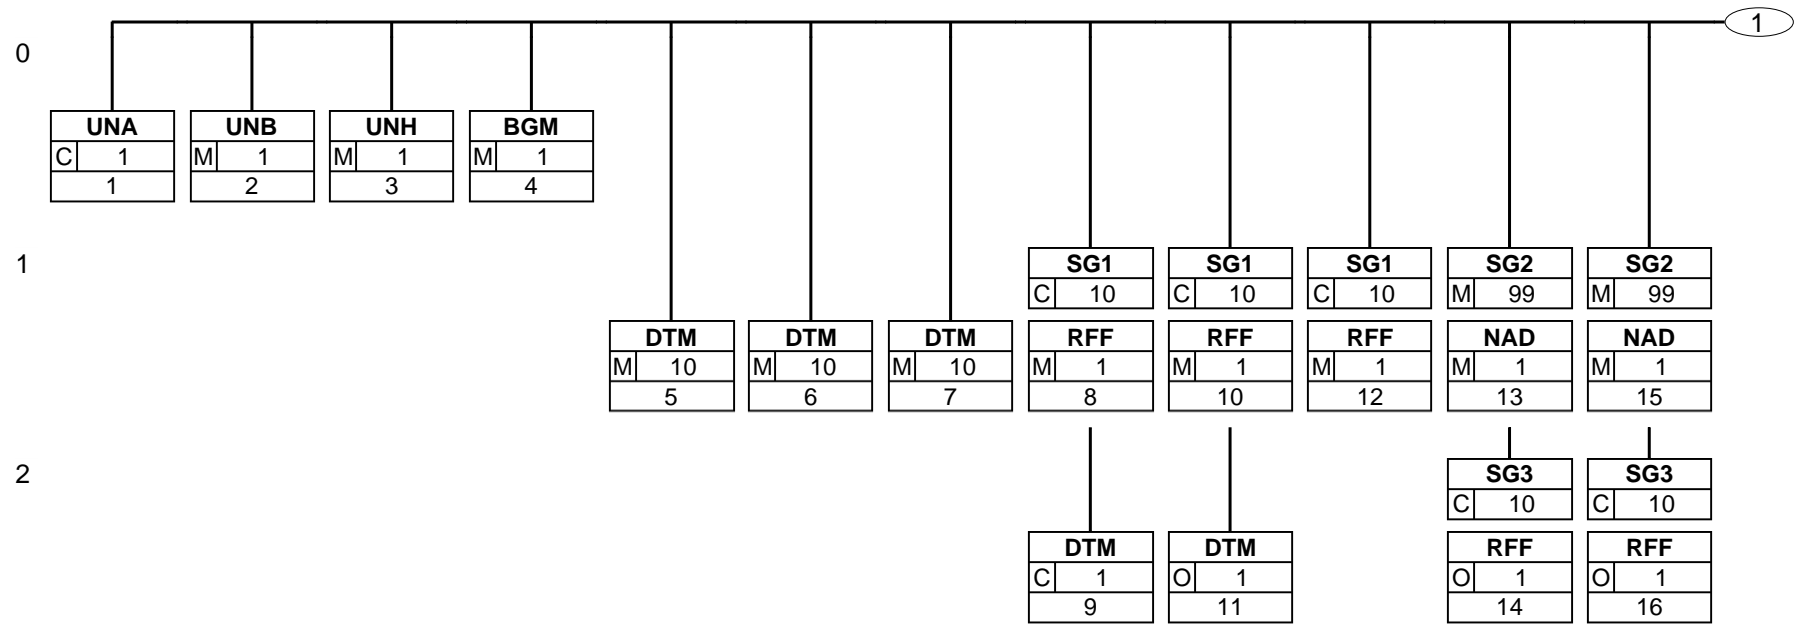 1
0
UNA UNB UNH BGM
C 1 M 1 M 1 M 1
1 2 3 4
1
SG1 SG1 SG1 SG2 SG2
C 10 C 10 C 10 M 99 M 99
DTM DTM DTM RFF RFF RFF NAD NAD
M 10 M 10 M 10 M 1 M 1 M 1 M 1 M 1
5 6 7 8 10 12 13 15
2
SG3 SG3
C 10 C 10
DTM DTM RFF RFF
C 1 O 1 O 1 O 1
9 11 14 16